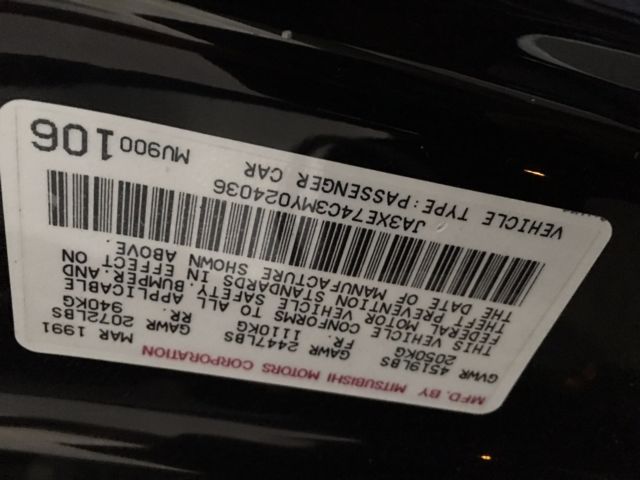 MFD. BY MITSUBISHI MOTORS CORPORATION
GVWR 4519LBS 2050KG
GAWR FR. 2447LBS 1110KG
GAWR RR. 2072LBS 940KG
MAR 1991
THIS VEHICLE CONFORMS TO ALL APPLICABLE
FEDERAL MOTOR VEHICLE SAFETY, BUMPER, AND
THEFT PREVENTION STANDARDS IN EFFECT ON
THE DATE OF MANUFACTURE SHOWN ABOVE.
JA3XE74C3MY024036
VEHICLE TYPE:PASSENGER CAR
MU900106